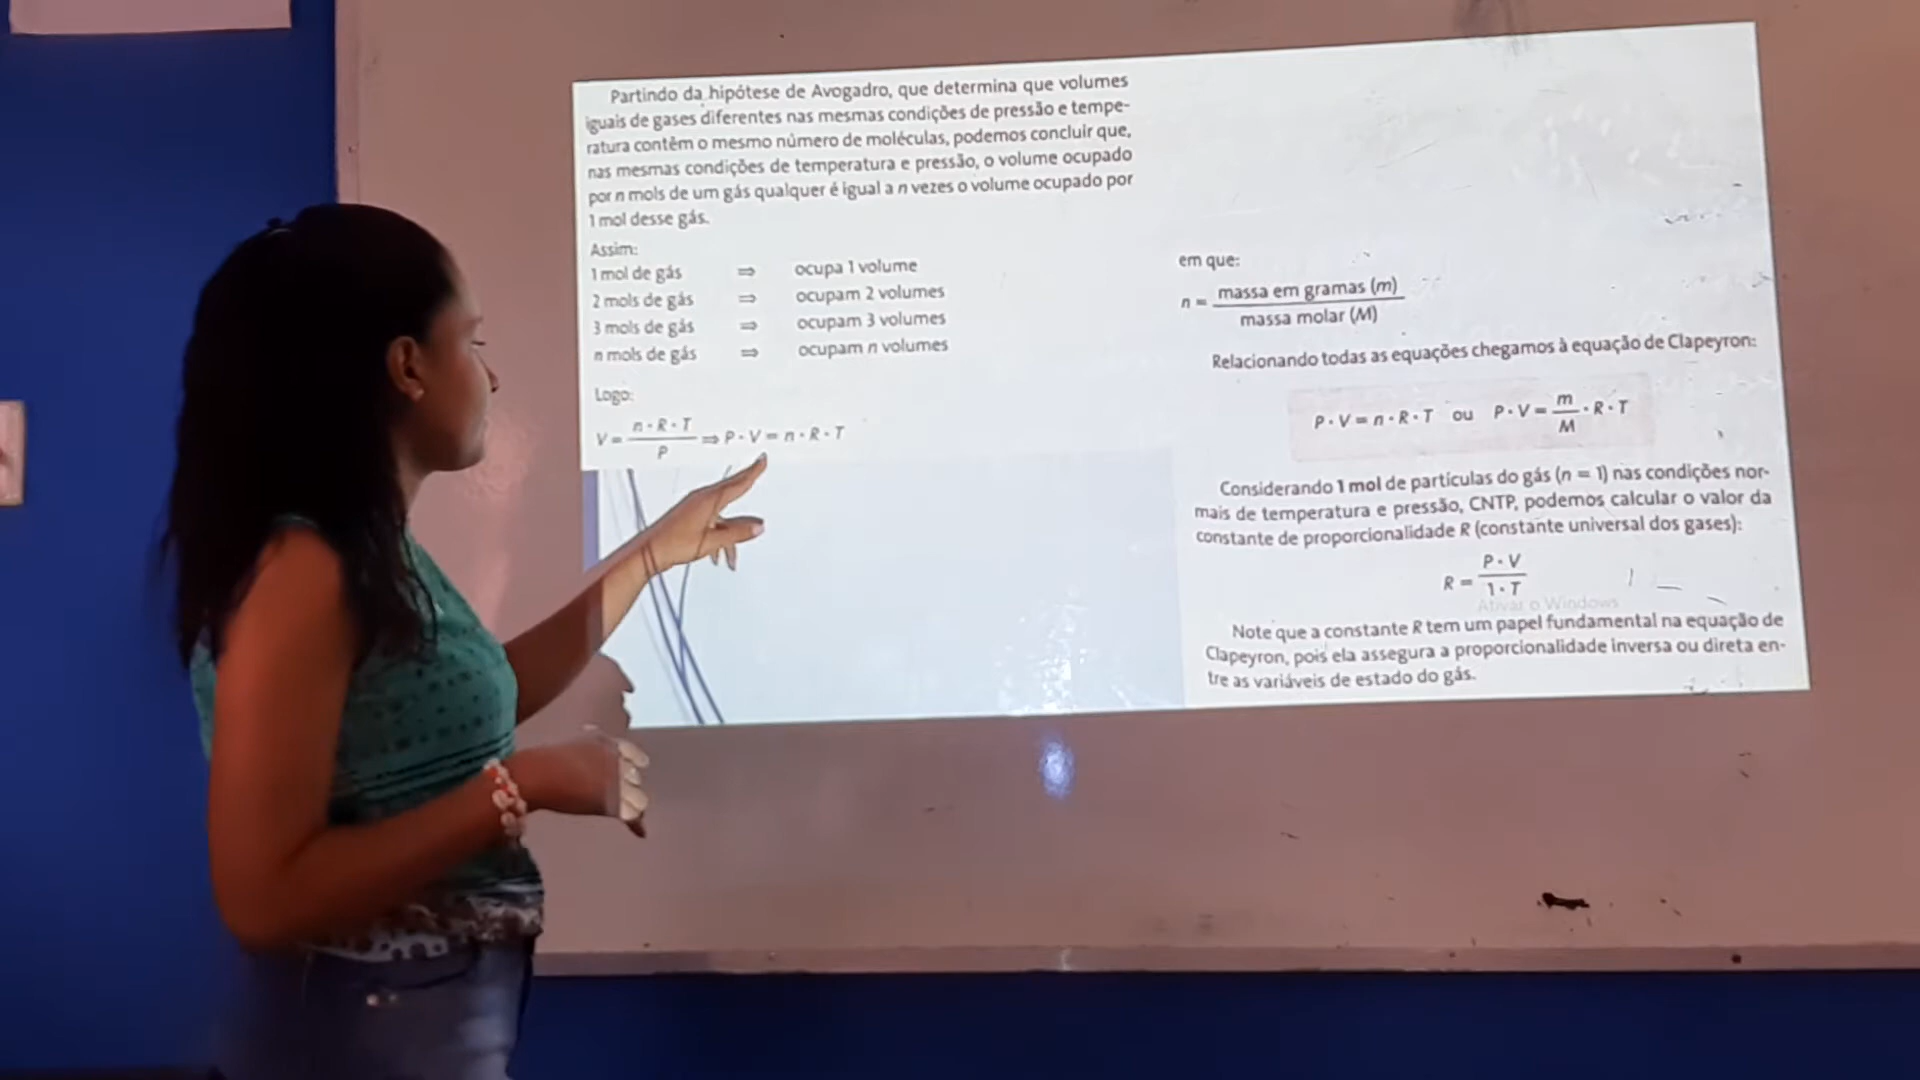 Partindo da hipótese de Avogadro, que determina que volumes
iguais de gases diferentes nas mesmas condições de pressão e tempe-
ratura contêm o mesmo número de moléculas, podemos concluir que,
nas mesmas condições de temperatura e pressão, o volume ocupado
por n mols de um gás qualquer é igual a n vezes o volume ocupado por
1 mol desse gás.
Assim:
1 mol de gás ⇒ ocupa 1 volume
2 mols de gás ⇒ ocupam 2 volumes
3 mols de gás ⇒ ocupam 3 volumes
n mols de gás ⇒ ocupam n volumes
Logo:
V = n · R · T / P ⇒ P · V = n · R · T
em que:
n = massa em gramas (m) / massa molar (M)
Relacionando todas as equações chegamos à equação de Clapeyron:
P · V = n · R · T ou P · V = m / M · R · T
Considerando 1 mol de partículas do gás (n = 1) nas condições nor-
mais de temperatura e pressão, CNTP, podemos calcular o valor da
constante de proporcionalidade R (constante universal dos gases):
R = P · V / 1 · T
Ativar o Windows
Note que a constante R tem um papel fundamental na equação de
Clapeyron, pois ela assegura a proporcionalidade inversa ou direta en-
tre as variáveis de estado do gás.